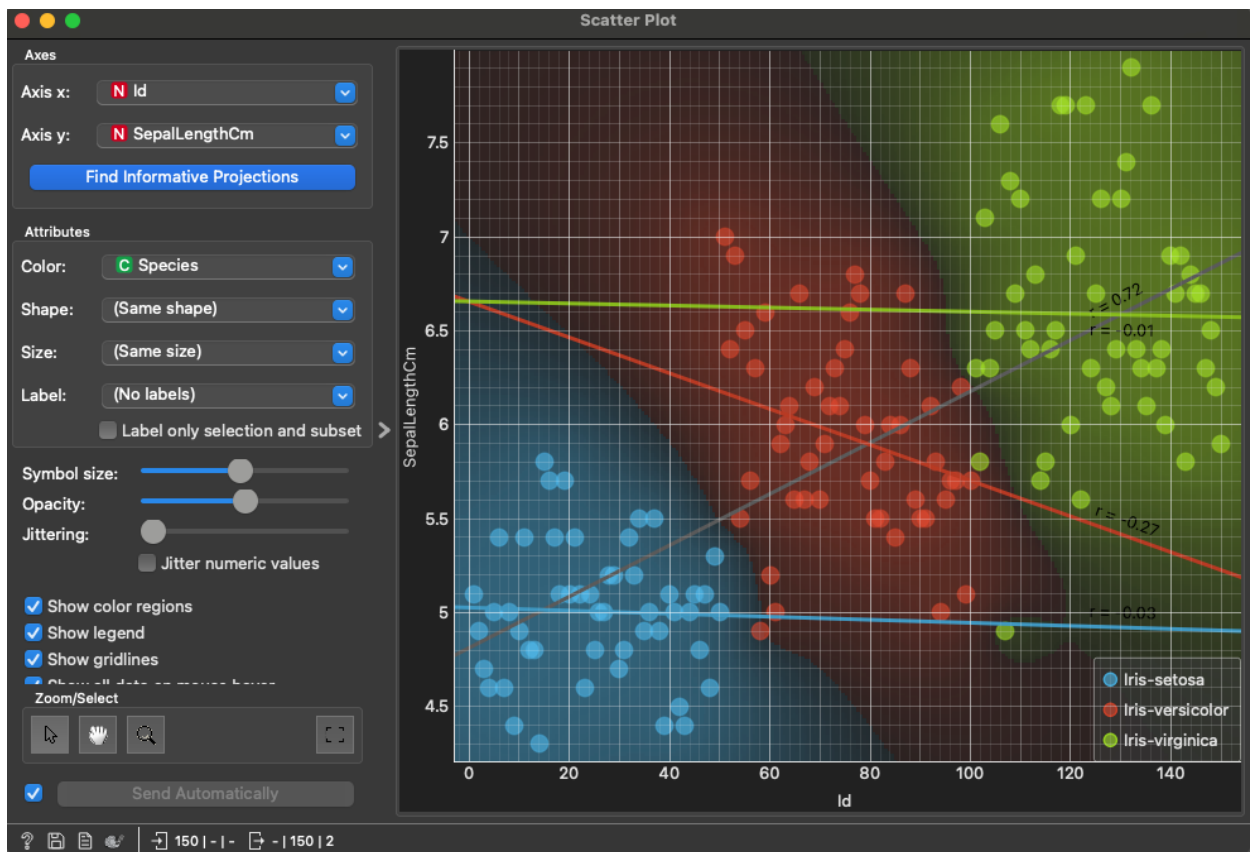 Scatter Plot
Axes
Axis x:
N Id
Axis y:
N SepalLengthCm
Find Informative Projections
Attributes
Color:
C Species
Shape:
(Same shape)
Size:
(Same size)
Label:
(No labels)
Label only selection and subset
Symbol size:
Opacity:
Jittering:
Jitter numeric values
Show color regions
Show legend
Show gridlines
Zoom/Select
Send Automatically
150 | - | -
- | 150 | 2
SepalLengthCm
7.5
7
6.5
6
5.5
5
4.5
r = 0.72
r = -0.01
r = -0.27
r = -0.03
Iris-setosa
Iris-versicolor
Iris-virginica
0 20 40 60 80 100 120 140
Id